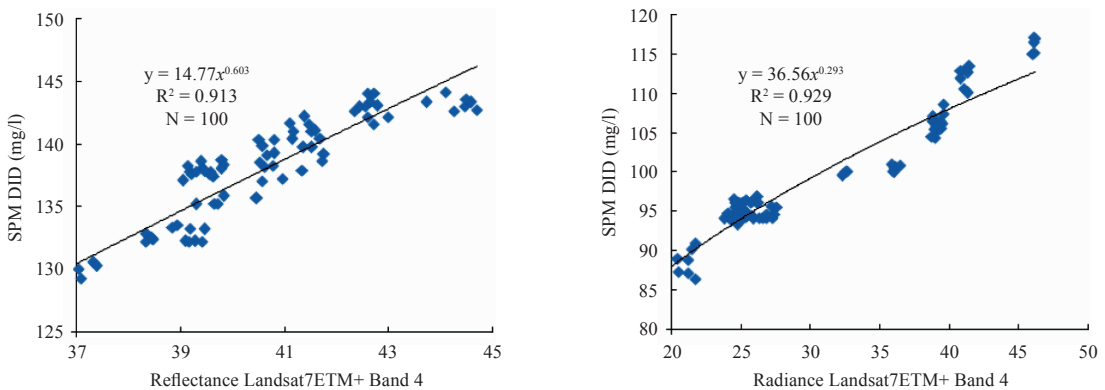 150
145
140
135
130
125
SPM DID (mg/l)
y = 14.77x^0.603
R² = 0.913
N = 100
37 39 41 43 45
Reflectance Landsat7ETM+ Band 4
120
115
110
105
100
95
90
85
80
SPM DID (mg/l)
y = 36.56x^0.293
R² = 0.929
N = 100
20 25 30 35 40 45 50
Radiance Landsat7ETM+ Band 4